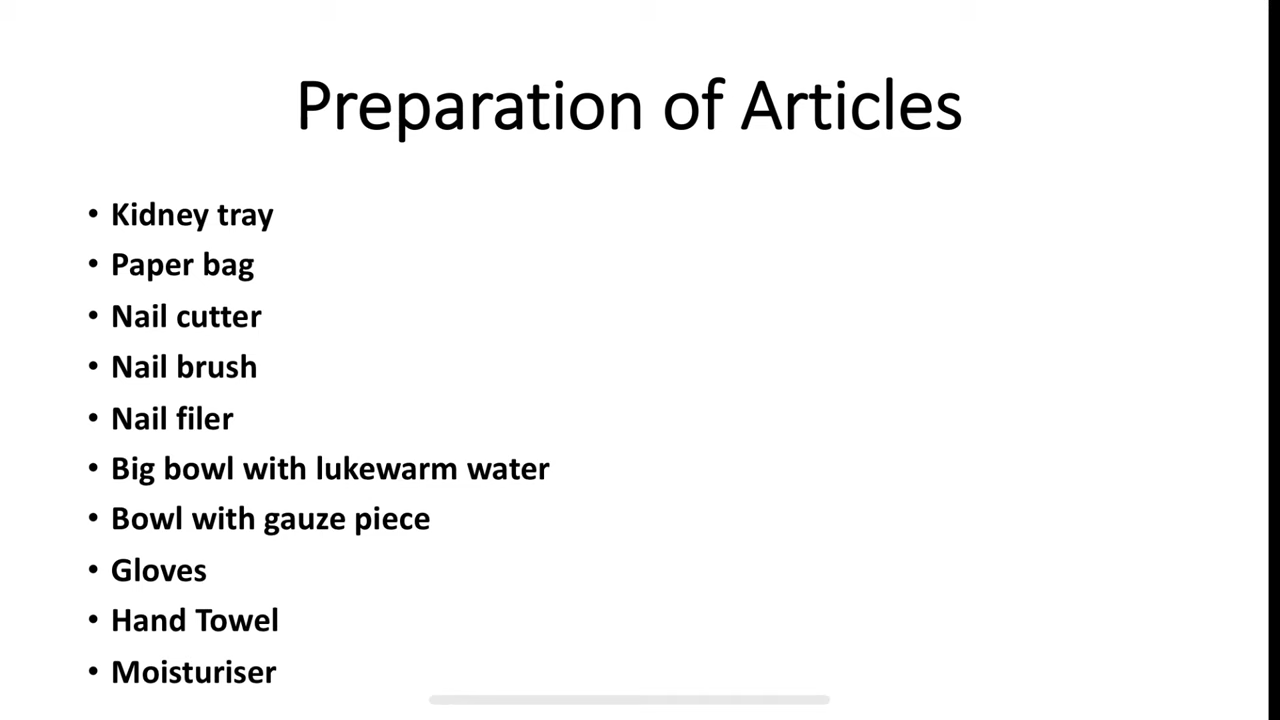 Preparation of Articles
• Kidney tray
• Paper bag
• Nail cutter
• Nail brush
• Nail filer
• Big bowl with lukewarm water
• Bowl with gauze piece
• Gloves
• Hand Towel
• Moisturiser